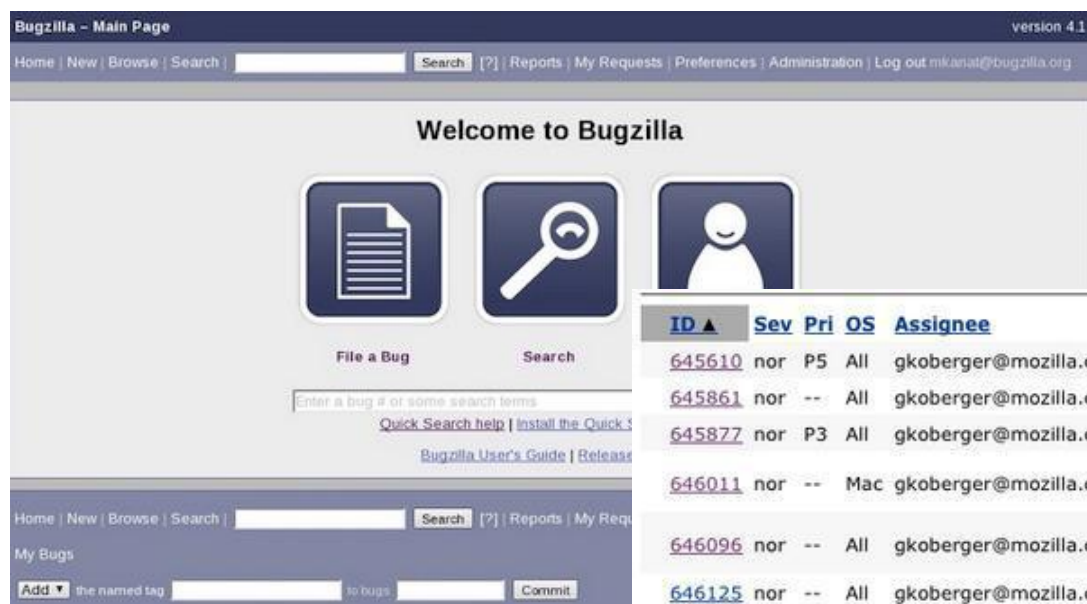 Bugzilla – Main Page version 4.1
Home | New | Browse | Search | Search [?] | Reports | My Requests | Preferences | Administration | Log out mkanat@bugzilla.org
Welcome to Bugzilla
File a Bug Search
Enter a bug # or some search terms
Quick Search help | Install the Quick S
Bugzilla User's Guide | Release
Home | New | Browse | Search | Search [?] | Reports | My Requ
My Bugs
Add ▼ the named tag to bugs Commit
ID ▲ Sev Pri OS Assignee
645610 nor P5 All gkoberger@mozilla.
645861 nor -- All gkoberger@mozilla.
645877 nor P3 All gkoberger@mozilla.
646011 nor -- Mac gkoberger@mozilla.
646096 nor -- All gkoberger@mozilla.
646125 nor -- All gkoberger@mozilla.